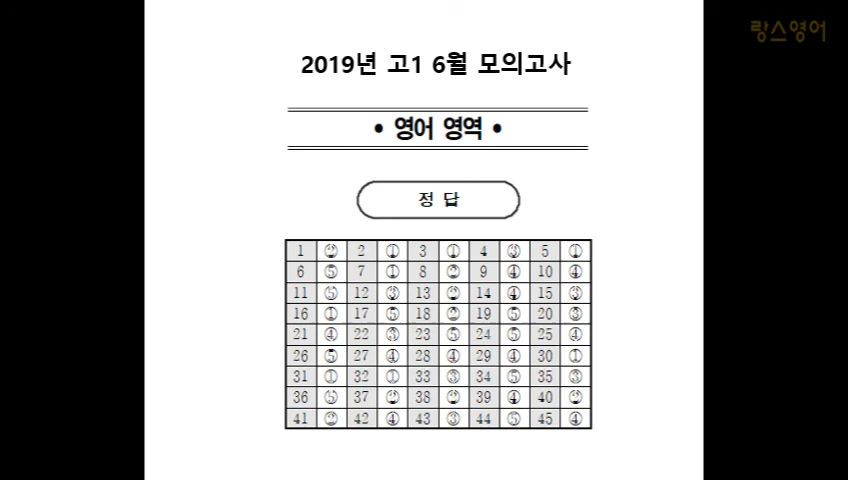 랑스영어
2019년 고1 6월 모의고사
• 영어 영역 •
정 답
1 ② 2 ① 3 ① 4 ③ 5 ①
6 ⑤ 7 ① 8 ② 9 ④ 10 ④
11 ⑤ 12 ③ 13 ② 14 ④ 15 ③
16 ① 17 ⑤ 18 ② 19 ⑤ 20 ③
21 ④ 22 ③ 23 ⑤ 24 ⑤ 25 ④
26 ⑤ 27 ④ 28 ④ 29 ④ 30 ①
31 ① 32 ① 33 ③ 34 ⑤ 35 ③
36 ⑤ 37 ② 38 ② 39 ④ 40 ②
41 ② 42 ④ 43 ③ 44 ⑤ 45 ④